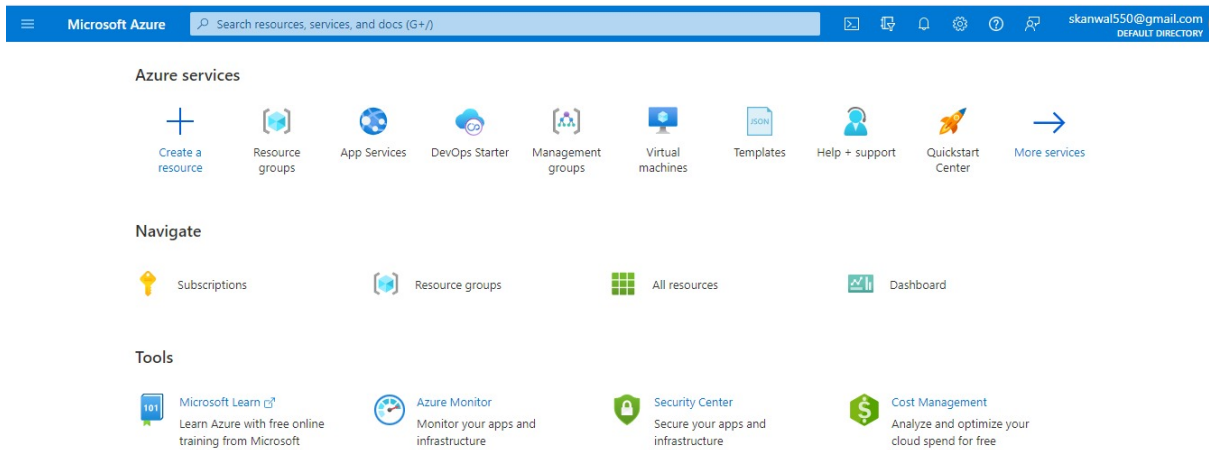 Microsoft Azure
Search resources, services, and docs (G+/)
skanwal550@gmail.com
DEFAULT DIRECTORY
Azure services
Create a
resource
Resource
groups
App Services
DevOps Starter
Management
groups
Virtual
machines
JSON
Templates
Help + support
Quickstart
Center
More services
Navigate
Subscriptions
Resource groups
All resources
Dashboard
Tools
101
Microsoft Learn
Learn Azure with free online
training from Microsoft
Azure Monitor
Monitor your apps and
infrastructure
Security Center
Secure your apps and
infrastructure
$
Cost Management
Analyze and optimize your
cloud spend for free